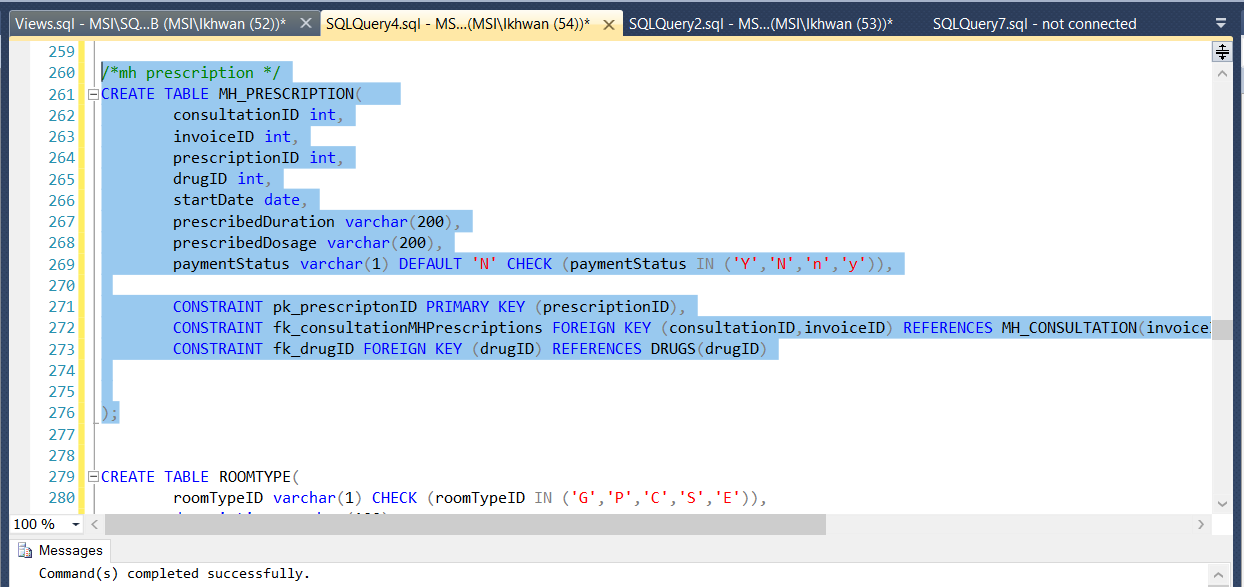 Views.sql - MSI\SQ...B (MSI\Ikhwan (52))* SQLQuery4.sql - MS...(MSI\Ikhwan (54))* SQLQuery2.sql - MS...(MSI\Ikhwan (53))* SQLQuery7.sql - not connected
259
260 /*mh prescription */
261 CREATE TABLE MH_PRESCRIPTION(
262 consultationID int,
263 invoiceID int,
264 prescriptionID int,
265 drugID int,
266 startDate date,
267 prescribedDuration varchar(200),
268 prescribedDosage varchar(200),
269 paymentStatus varchar(1) DEFAULT 'N' CHECK (paymentStatus IN ('Y','N','n','y')),
270
271 CONSTRAINT pk_prescriptonID PRIMARY KEY (prescriptionID),
272 CONSTRAINT fk_consultationMHPrescriptions FOREIGN KEY (consultationID,invoiceID) REFERENCES MH_CONSULTATION(invoice
273 CONSTRAINT fk_drugID FOREIGN KEY (drugID) REFERENCES DRUGS(drugID)
274
275
276 );
277
278
279 CREATE TABLE ROOMTYPE(
280 roomTypeID varchar(1) CHECK (roomTypeID IN ('G','P','C','S','E')),
100 %
Messages
Command(s) completed successfully.